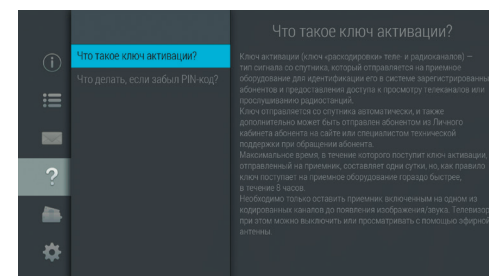 Что такое ключ активации?
Что делать, если забыл PIN-код?
Что такое ключ активации?
Ключ активации (ключ «раскодировки» теле- и радиоканалов) —
тип сигнала со спутника, который отправляется на приемное
оборудование для идентификации его в системе зарегистрированны
абонентов и предоставления доступа к просмотру телеканалов или
прослушиванию радиостанций.
Ключ отправляется со спутника автоматически, и также
дополнительно может быть отправлен абонентом из Личного
кабинета абонента на сайте или специалистом технической
поддержки при обращении абонента.
Максимальное время, в течение которого поступит ключ активации,
отправленный на приемник, составляет одни сутки, но, как правило
ключ поступает на приемное оборудование гораздо быстрее,
в течение 8 часов.
Необходимо только оставить приемник включенным на одном из
кодированных каналов до появления изображения/звука. Телевизор
при этом можно выключить или просматривать с помощью эфирной
антенны.